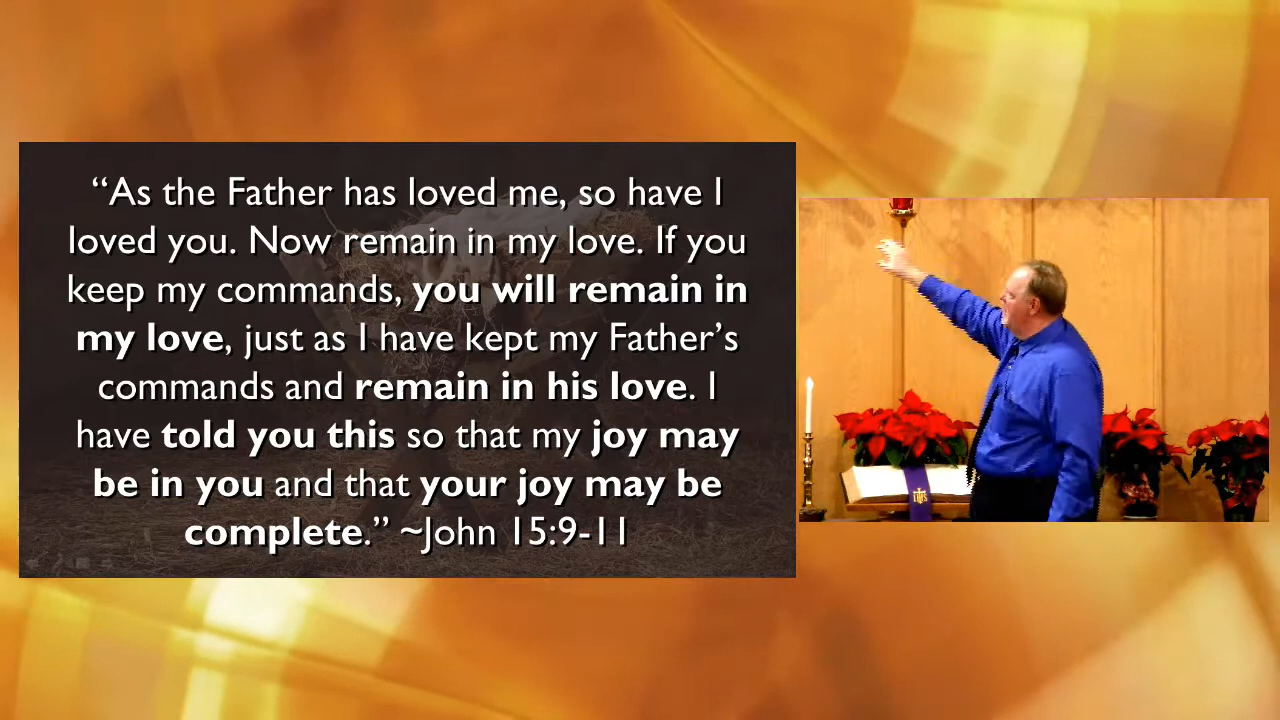 “As the Father has loved me, so have I
loved you. Now remain in my love. If you
keep my commands, you will remain in
my love, just as I have kept my Father’s
commands and remain in his love. I
have told you this so that my joy may
be in you and that your joy may be
complete.” ~John 15:9-11
IHS